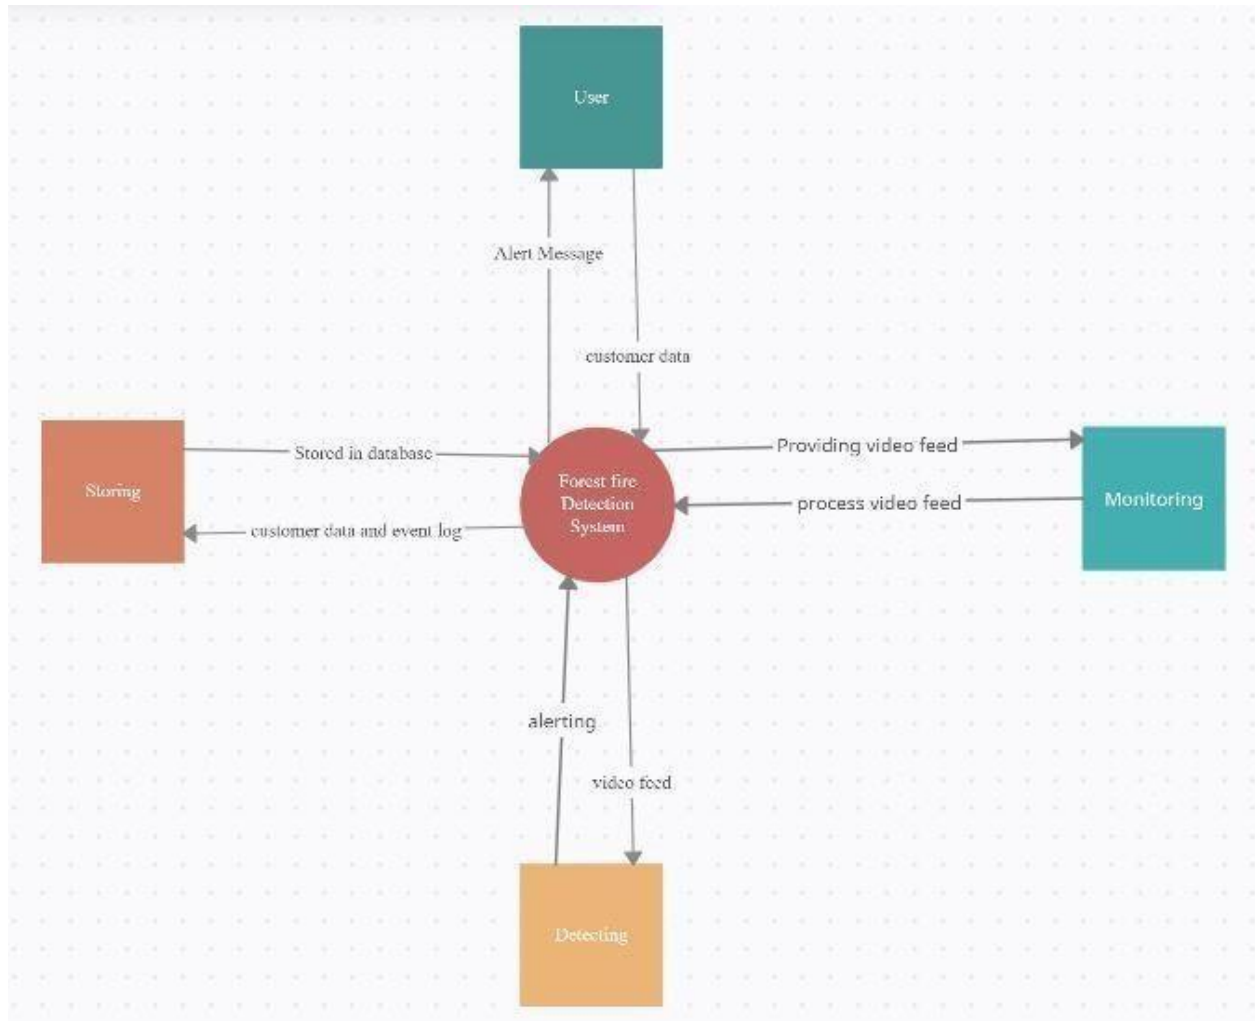 User
Alert Message
customer data
Stored in database
Providing video feed
Storing
Forest fire
Detection
System
process video feed
Monitoring
customer data and event log
alerting
video feed
Detecting